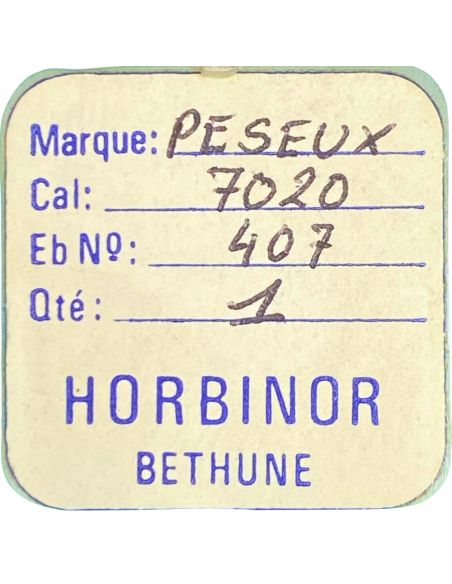 Marque: PESEUX
Cal: 7020
Eb Nº: 407
Qté: 1
HORBINOR
BETHUNE